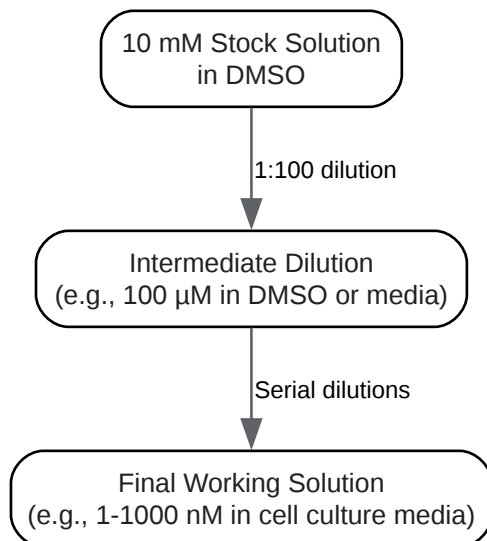 10 mM Stock Solution
in DMSO
1:100 dilution
Intermediate Dilution
(e.g., 100 µM in DMSO or media)
Serial dilutions
Final Working Solution
(e.g., 1-1000 nM in cell culture media)